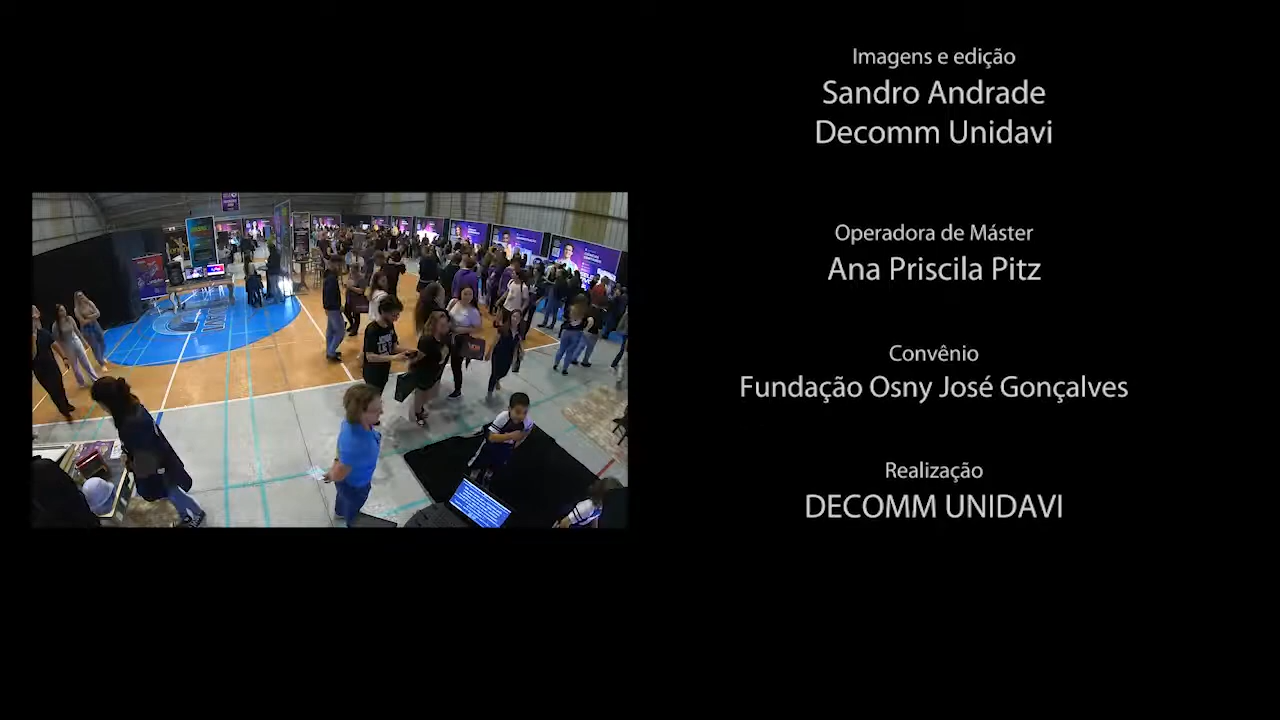 Imagens e edição
Sandro Andrade
Decomm Unidavi
Operadora de Máster
Ana Priscila Pitz
Convênio
Fundação Osny José Gonçalves
Realização
DECOMM UNIDAVI